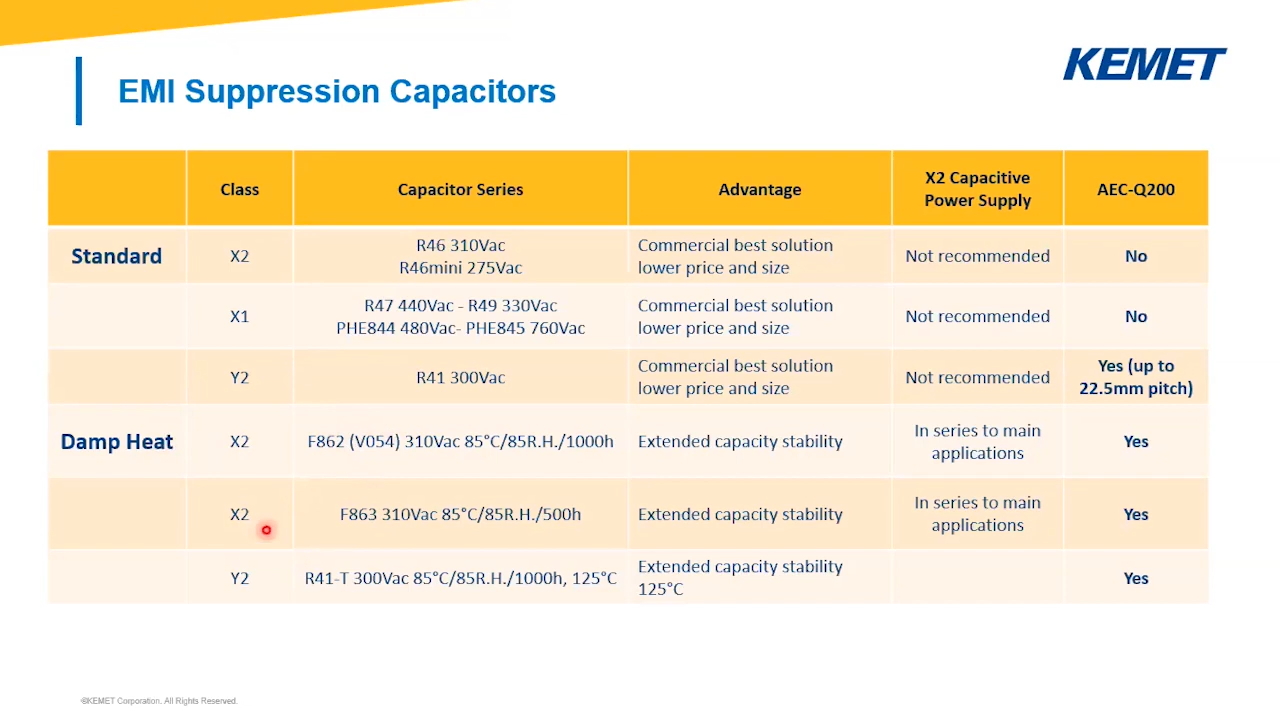 KEMET
EMI Suppression Capacitors
Class
Capacitor Series
Advantage
X2 Capacitive
Power Supply
AEC-Q200
Standard
X2
R46 310Vac
R46mini 275Vac
Commercial best solution
lower price and size
Not recommended
No
X1
R47 440Vac - R49 330Vac
PHE844 480Vac- PHE845 760Vac
Commercial best solution
lower price and size
Not recommended
No
Y2
R41 300Vac
Commercial best solution
lower price and size
Not recommended
Yes (up to
22.5mm pitch)
Damp Heat
X2
F862 (V054) 310Vac 85°C/85R.H./1000h
Extended capacity stability
In series to main
applications
Yes
X2
F863 310Vac 85°C/85R.H./500h
Extended capacity stability
In series to main
applications
Yes
Y2
R41-T 300Vac 85°C/85R.H./1000h, 125°C
Extended capacity stability
125°C
Yes
©KEMET Corporation. All Rights Reserved.